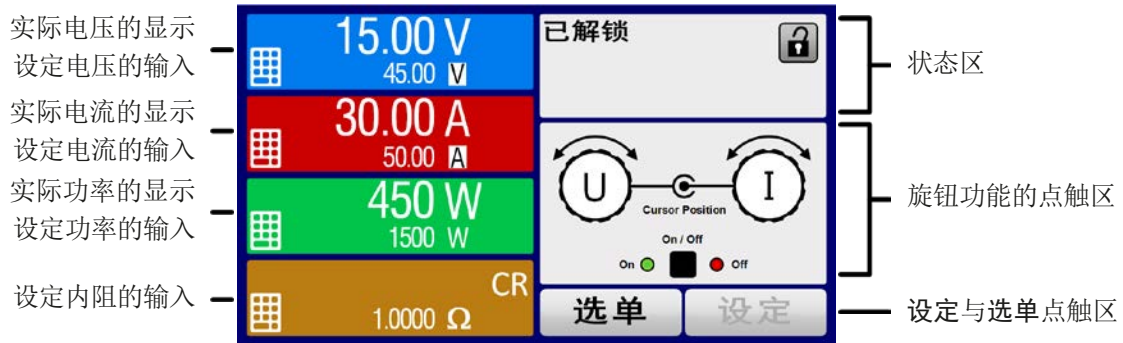 实际电压的显示
设定电压的输入
实际电流的显示
设定电流的输入
实际功率的显示
设定功率的输入
设定内阻的输入
15.00 V
45.00 V
30.00 A
50.00 A
450 W
1500 W
CR
1.0000 Ω
已解锁
U
I
Cursor Position
On / Off
On
Off
选单
设定
状态区
旋钮功能的点触区
设定与选单点触区